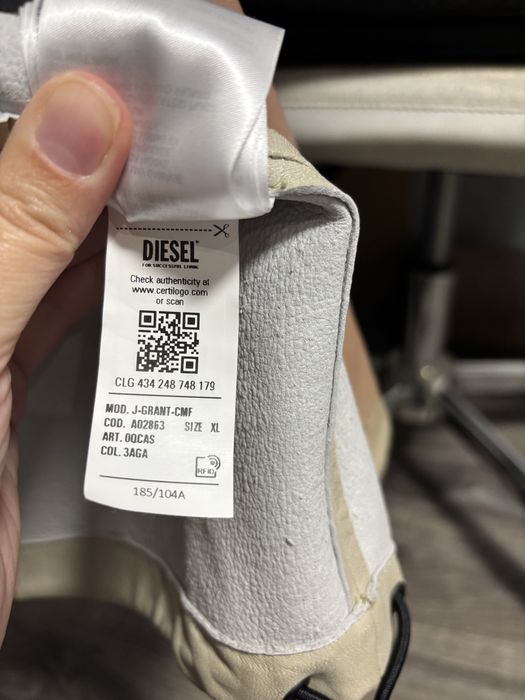 DIESEL
FOR SUCCESSFUL LIVING
Check authenticity at
www.certilogo.com
or scan
CLG 434 248 748 179
MOD. J-GRANT-CMF
COD. A02863 SIZE XL
ART. 0QCAS
COL. 3AGA
RFID
185/104A